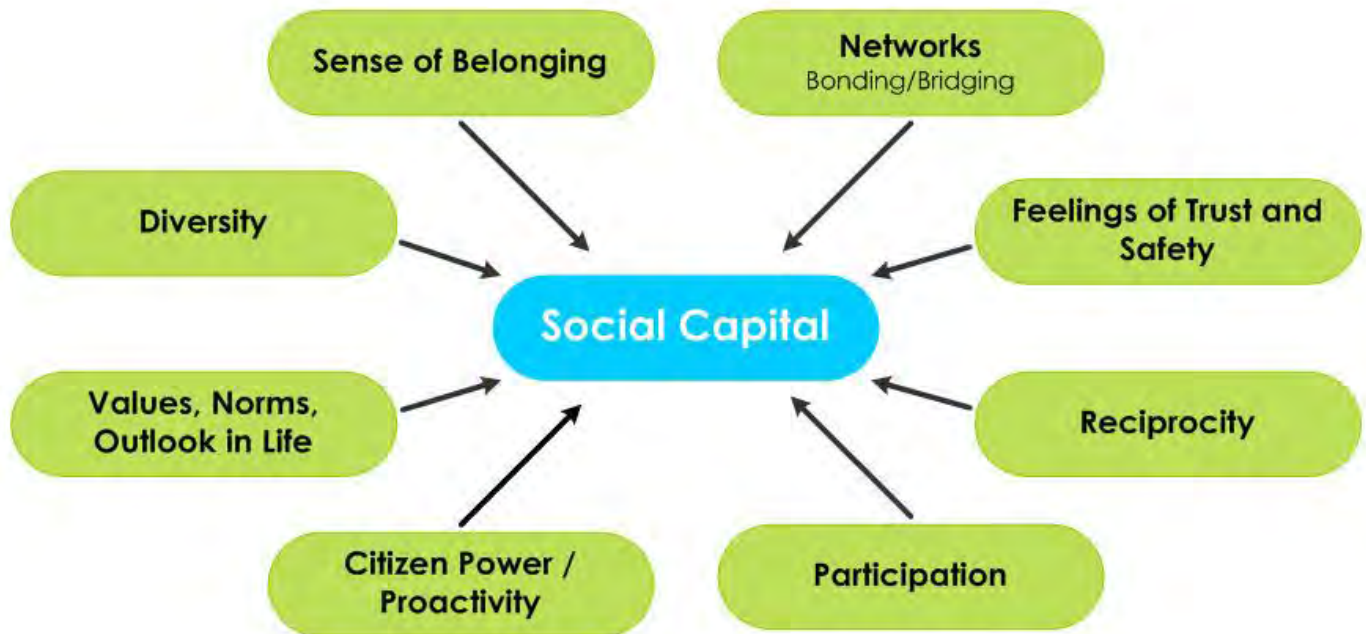 Sense of Belonging
Networks
Bonding/Bridging
Diversity
Feelings of Trust and
Safety
Social Capital
Values, Norms,
Outlook in Life
Reciprocity
Citizen Power /
Proactivity
Participation